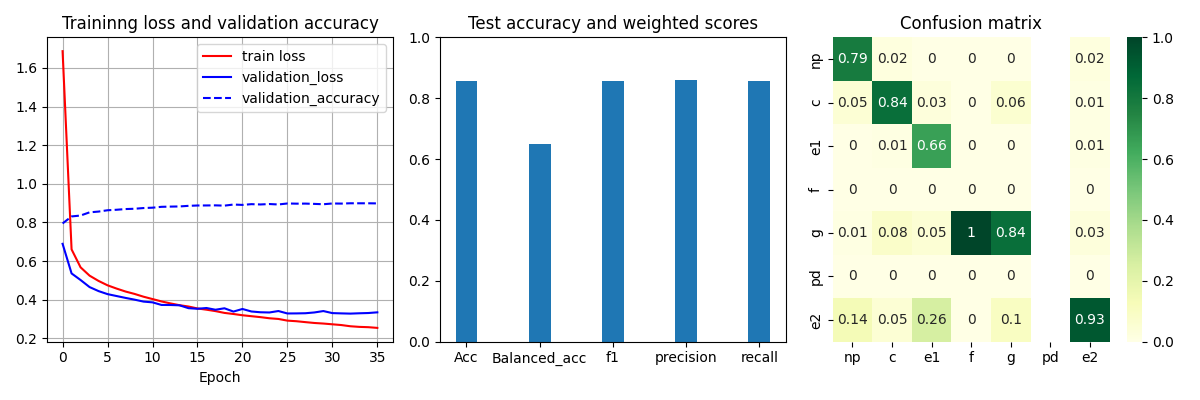 Traininng loss and validation accuracy
train loss
validation_loss
validation_accuracy
1.6
1.4
1.2
1.0
0.8
0.6
0.4
0.2
0 5 10 15 20 25 30 35
Epoch
Test accuracy and weighted scores
1.0
0.8
0.6
0.4
0.2
0.0
Acc Balanced_acc f1 precision recall
Confusion matrix
np 0.79 0.02 0 0 0 0.02
c 0.05 0.84 0.03 0 0.06 0.01
e1 0 0.01 0.66 0 0 0.01
f 0 0 0 0 0 0
g 0.01 0.08 0.05 1 0.84 0.03
pd 0 0 0 0 0 0
e2 0.14 0.05 0.26 0 0.1 0.93
np c e1 f g pd e2
1.0
0.8
0.6
0.4
0.2
0.0